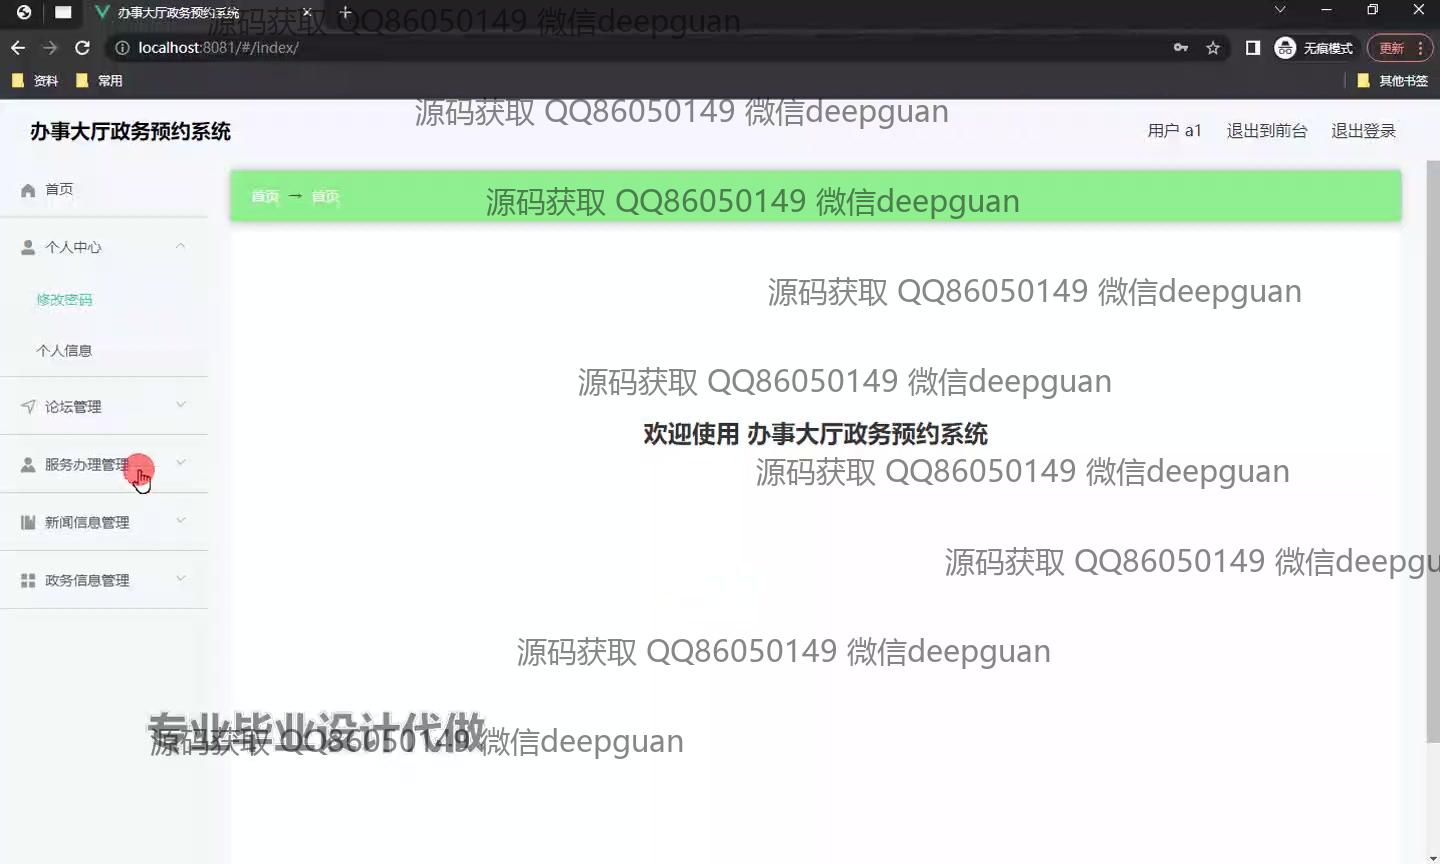 办事大厅政务预约系统
源码获取 QQ86050149 微信deepguan
localhost:8081/#/index/
无痕模式
更新
资料
常用
其他书签
源码获取 QQ86050149 微信deepguan
办事大厅政务预约系统
用户 a1
退出到前台
退出登录
首页
首页 → 首页
源码获取 QQ86050149 微信deepguan
个人中心
源码获取 QQ86050149 微信deepguan
修改密码
个人信息
源码获取 QQ86050149 微信deepguan
论坛管理
欢迎使用 办事大厅政务预约系统
服务办理管理
源码获取 QQ86050149 微信deepguan
新闻信息管理
源码获取 QQ86050149 微信deepgu
政务信息管理
源码获取 QQ86050149 微信deepguan
专业毕业设计代做
源码获取 QQ86050149 微信deepguan